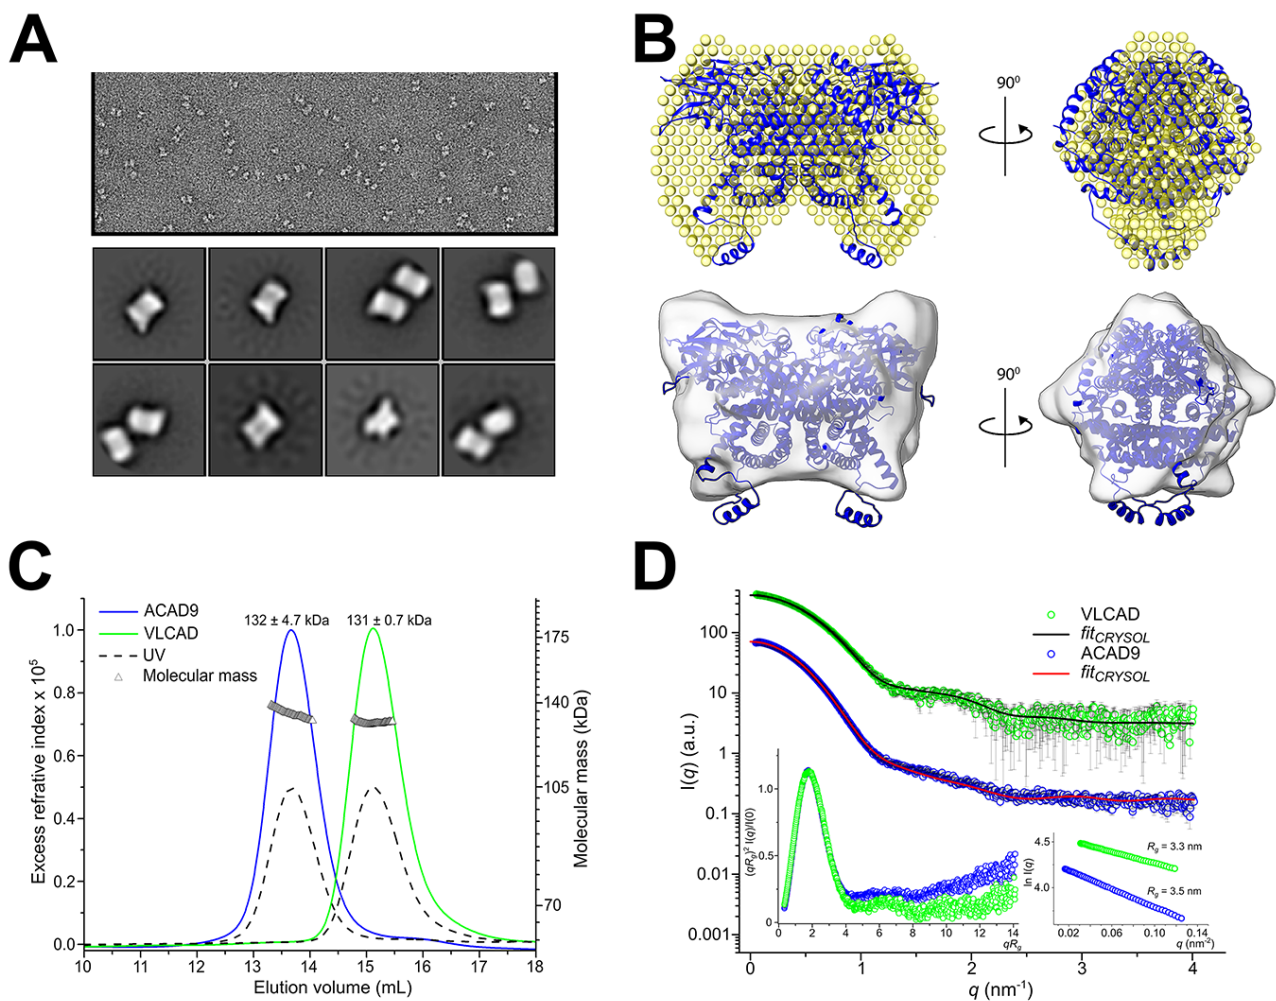 A
B
90⁰
90⁰
C
ACAD9
VLCAD
UV
Molecular mass
132 ± 4.7 kDa
131 ± 0.7 kDa
Excess refrative index x 10⁵
1.0
0.8
0.6
0.4
0.2
0.0
175
140
105
70
Molecular mass (kDa)
10 11 12 13 14 15 16 17 18
Elution volume (mL)
D
VLCAD
fitCRYSOL
ACAD9
fitCRYSOL
I(q) (a.u.)
100
10
1
0.1
0.01
0.001
0 1 2 3 4
q (nm⁻¹)
(qRg)² I(q)/I(0)
1.0
0.5
0
0 2 4 6 8 10 12 14
qRg
ln I(q)
4.5
4.0
Rg = 3.3 nm
Rg = 3.5 nm
0.02 0.06 0.10 0.14
q (nm⁻²)